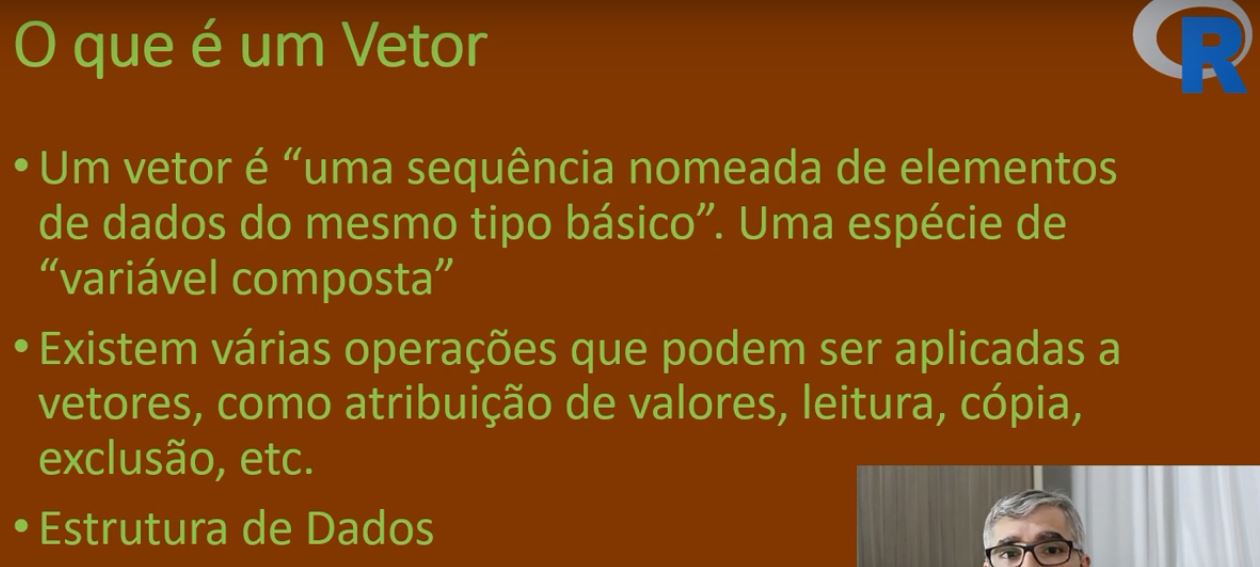 O que é um Vetor
R
• Um vetor é “uma sequência nomeada de elementos
de dados do mesmo tipo básico”. Uma espécie de
“variável composta”
• Existem várias operações que podem ser aplicadas a
vetores, como atribuição de valores, leitura, cópia,
exclusão, etc.
• Estrutura de Dados